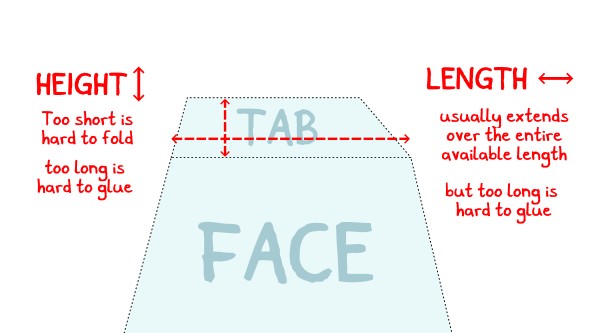 HEIGHT
Too short is
hard to fold
too long is
hard to glue
TAB
FACE
LENGTH
usually extends
over the entire
available length
but too long is
hard to glue